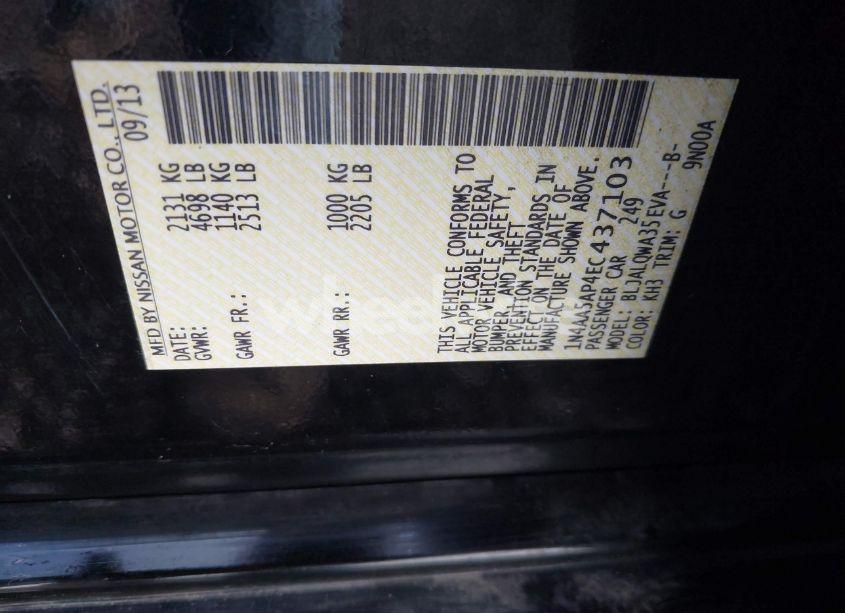 MFD BY NISSAN MOTOR CO., LTD.
DATE: 09/13
GVWR: 2131 KG
4698 LB
GAWR FR.: 1140 KG
2513 LB
GAWR RR.: 1000 KG
2205 LB
THIS VEHICLE CONFORMS TO
ALL APPLICABLE FEDERAL
MOTOR VEHICLE SAFETY,
BUMPER, AND THEFT
PREVENTION STANDARDS IN
EFFECT ON THE DATE OF
MANUFACTURE SHOWN ABOVE.
1N4AA5AP4EC437103
PASSENGER CAR 249
MODEL: BLJALQWA35EVA---B-
COLOR: KH3 TRIM: G 9N00A